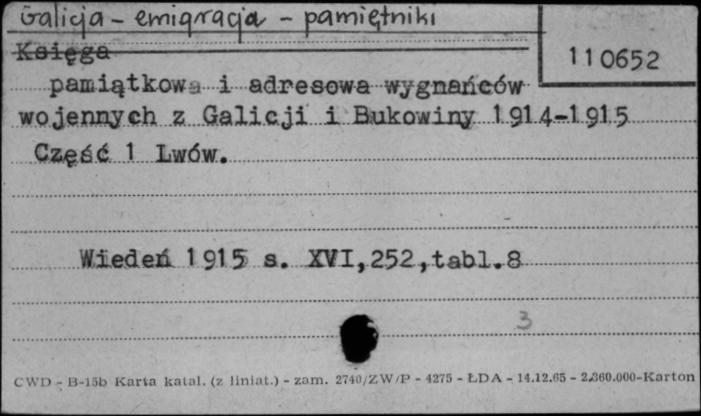 Galicja - emigracja - pamiętniki
Księga
110652
pamiątkowa i adresowa wygnańców
wojennych z Galicji i Bukowiny 1914-1915
Część 1 Lwów.
Wiedeń 1915 s. XVI,252,tabl.8
3
CWD - B-15b Karta katal. (z liniat.) - zam. 2740/ZW/P - 4275 - ŁDA - 14.12.65 - 2.360.000-Karton